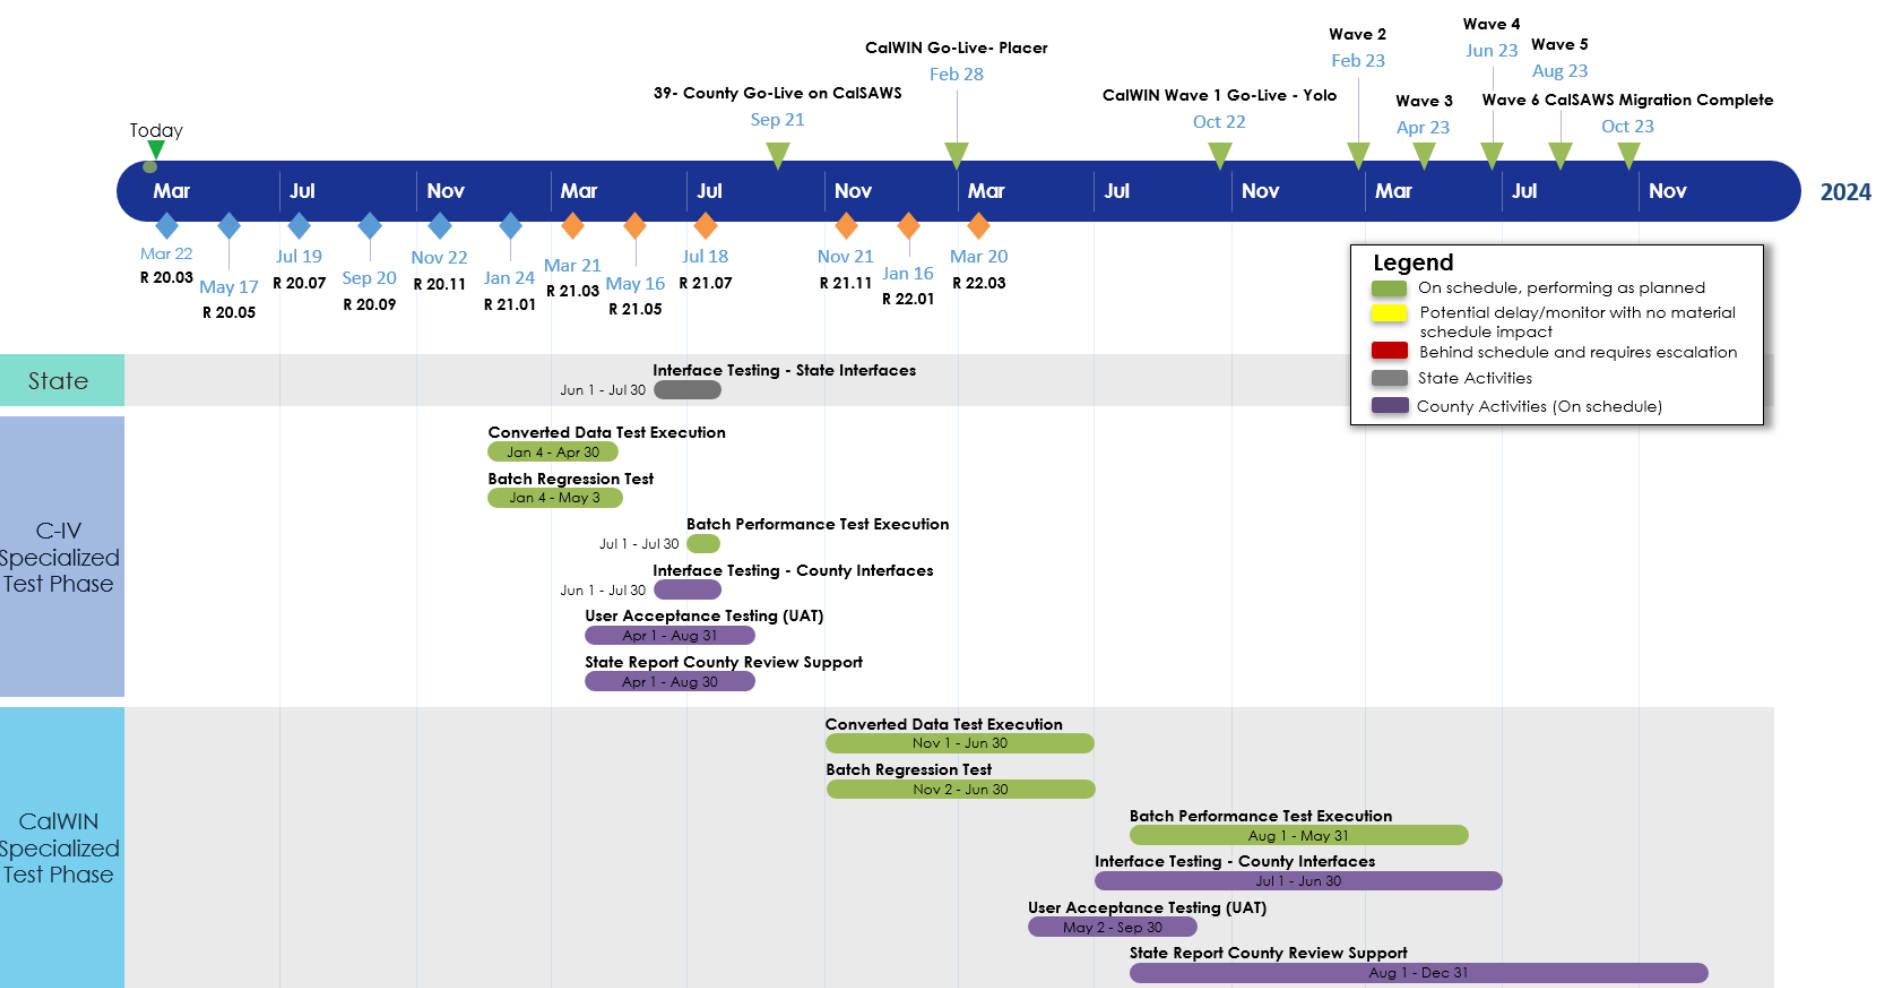 Wave 4
Jun 23
Wave 2
Feb 23
Wave 5
Aug 23
CalWIN Go-Live- Placer
Feb 28
39- County Go-Live on CalSAWS
Sep 21
CalWIN Wave 1 Go-Live - Yolo
Oct 22
Wave 3
Apr 23
Wave 6 CalSAWS Migration Complete
Oct 23
Today
Mar
Jul
Nov
Mar
Jul
Nov
Mar
Jul
Nov
Mar
Jul
Nov
2024
Mar 22
R 20.03
May 17
R 20.05
Jul 19
R 20.07
Sep 20
R 20.09
Nov 22
R 20.11
Jan 24
R 21.01
Mar 21
R 21.03
May 16
R 21.05
Jul 18
R 21.07
Nov 21
R 21.11
Jan 16
R 22.01
Mar 20
R 22.03
Legend
On schedule, performing as planned
Potential delay/monitor with no material
schedule impact
Behind schedule and requires escalation
State Activities
County Activities (On schedule)
State
Interface Testing - State Interfaces
Jun 1 - Jul 30
C-IV
Specialized
Test Phase
Converted Data Test Execution
Jan 4 - Apr 30
Batch Regression Test
Jan 4 - May 3
Batch Performance Test Execution
Jul 1 - Jul 30
Interface Testing - County Interfaces
Jun 1 - Jul 30
User Acceptance Testing (UAT)
Apr 1 - Aug 31
State Report County Review Support
Apr 1 - Aug 30
CalWIN
Specialized
Test Phase
Converted Data Test Execution
Nov 1 - Jun 30
Batch Regression Test
Nov 2 - Jun 30
Batch Performance Test Execution
Aug 1 - May 31
Interface Testing - County Interfaces
Jul 1 - Jun 30
User Acceptance Testing (UAT)
May 2 - Sep 30
State Report County Review Support
Aug 1 - Dec 31